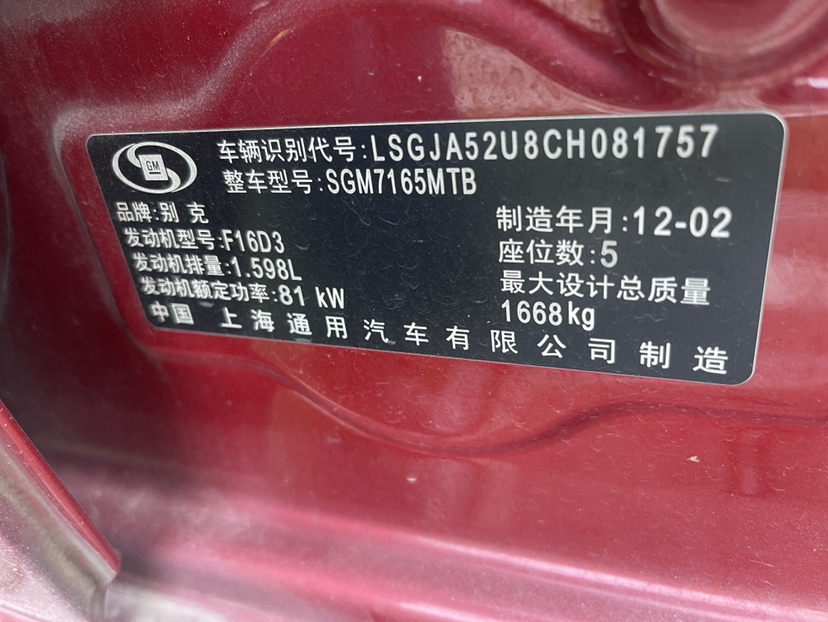 GM
车辆识别代号:LSGJA52U8CH081757
整车型号:SGM7165MTB
品牌:别克
制造年月:12-02
发动机型号:F16D3
座位数:5
发动机排量:1.598L
最大设计总质量
发动机额定功率:81 kW
1668kg
中国 上海通用汽车有限公司制造